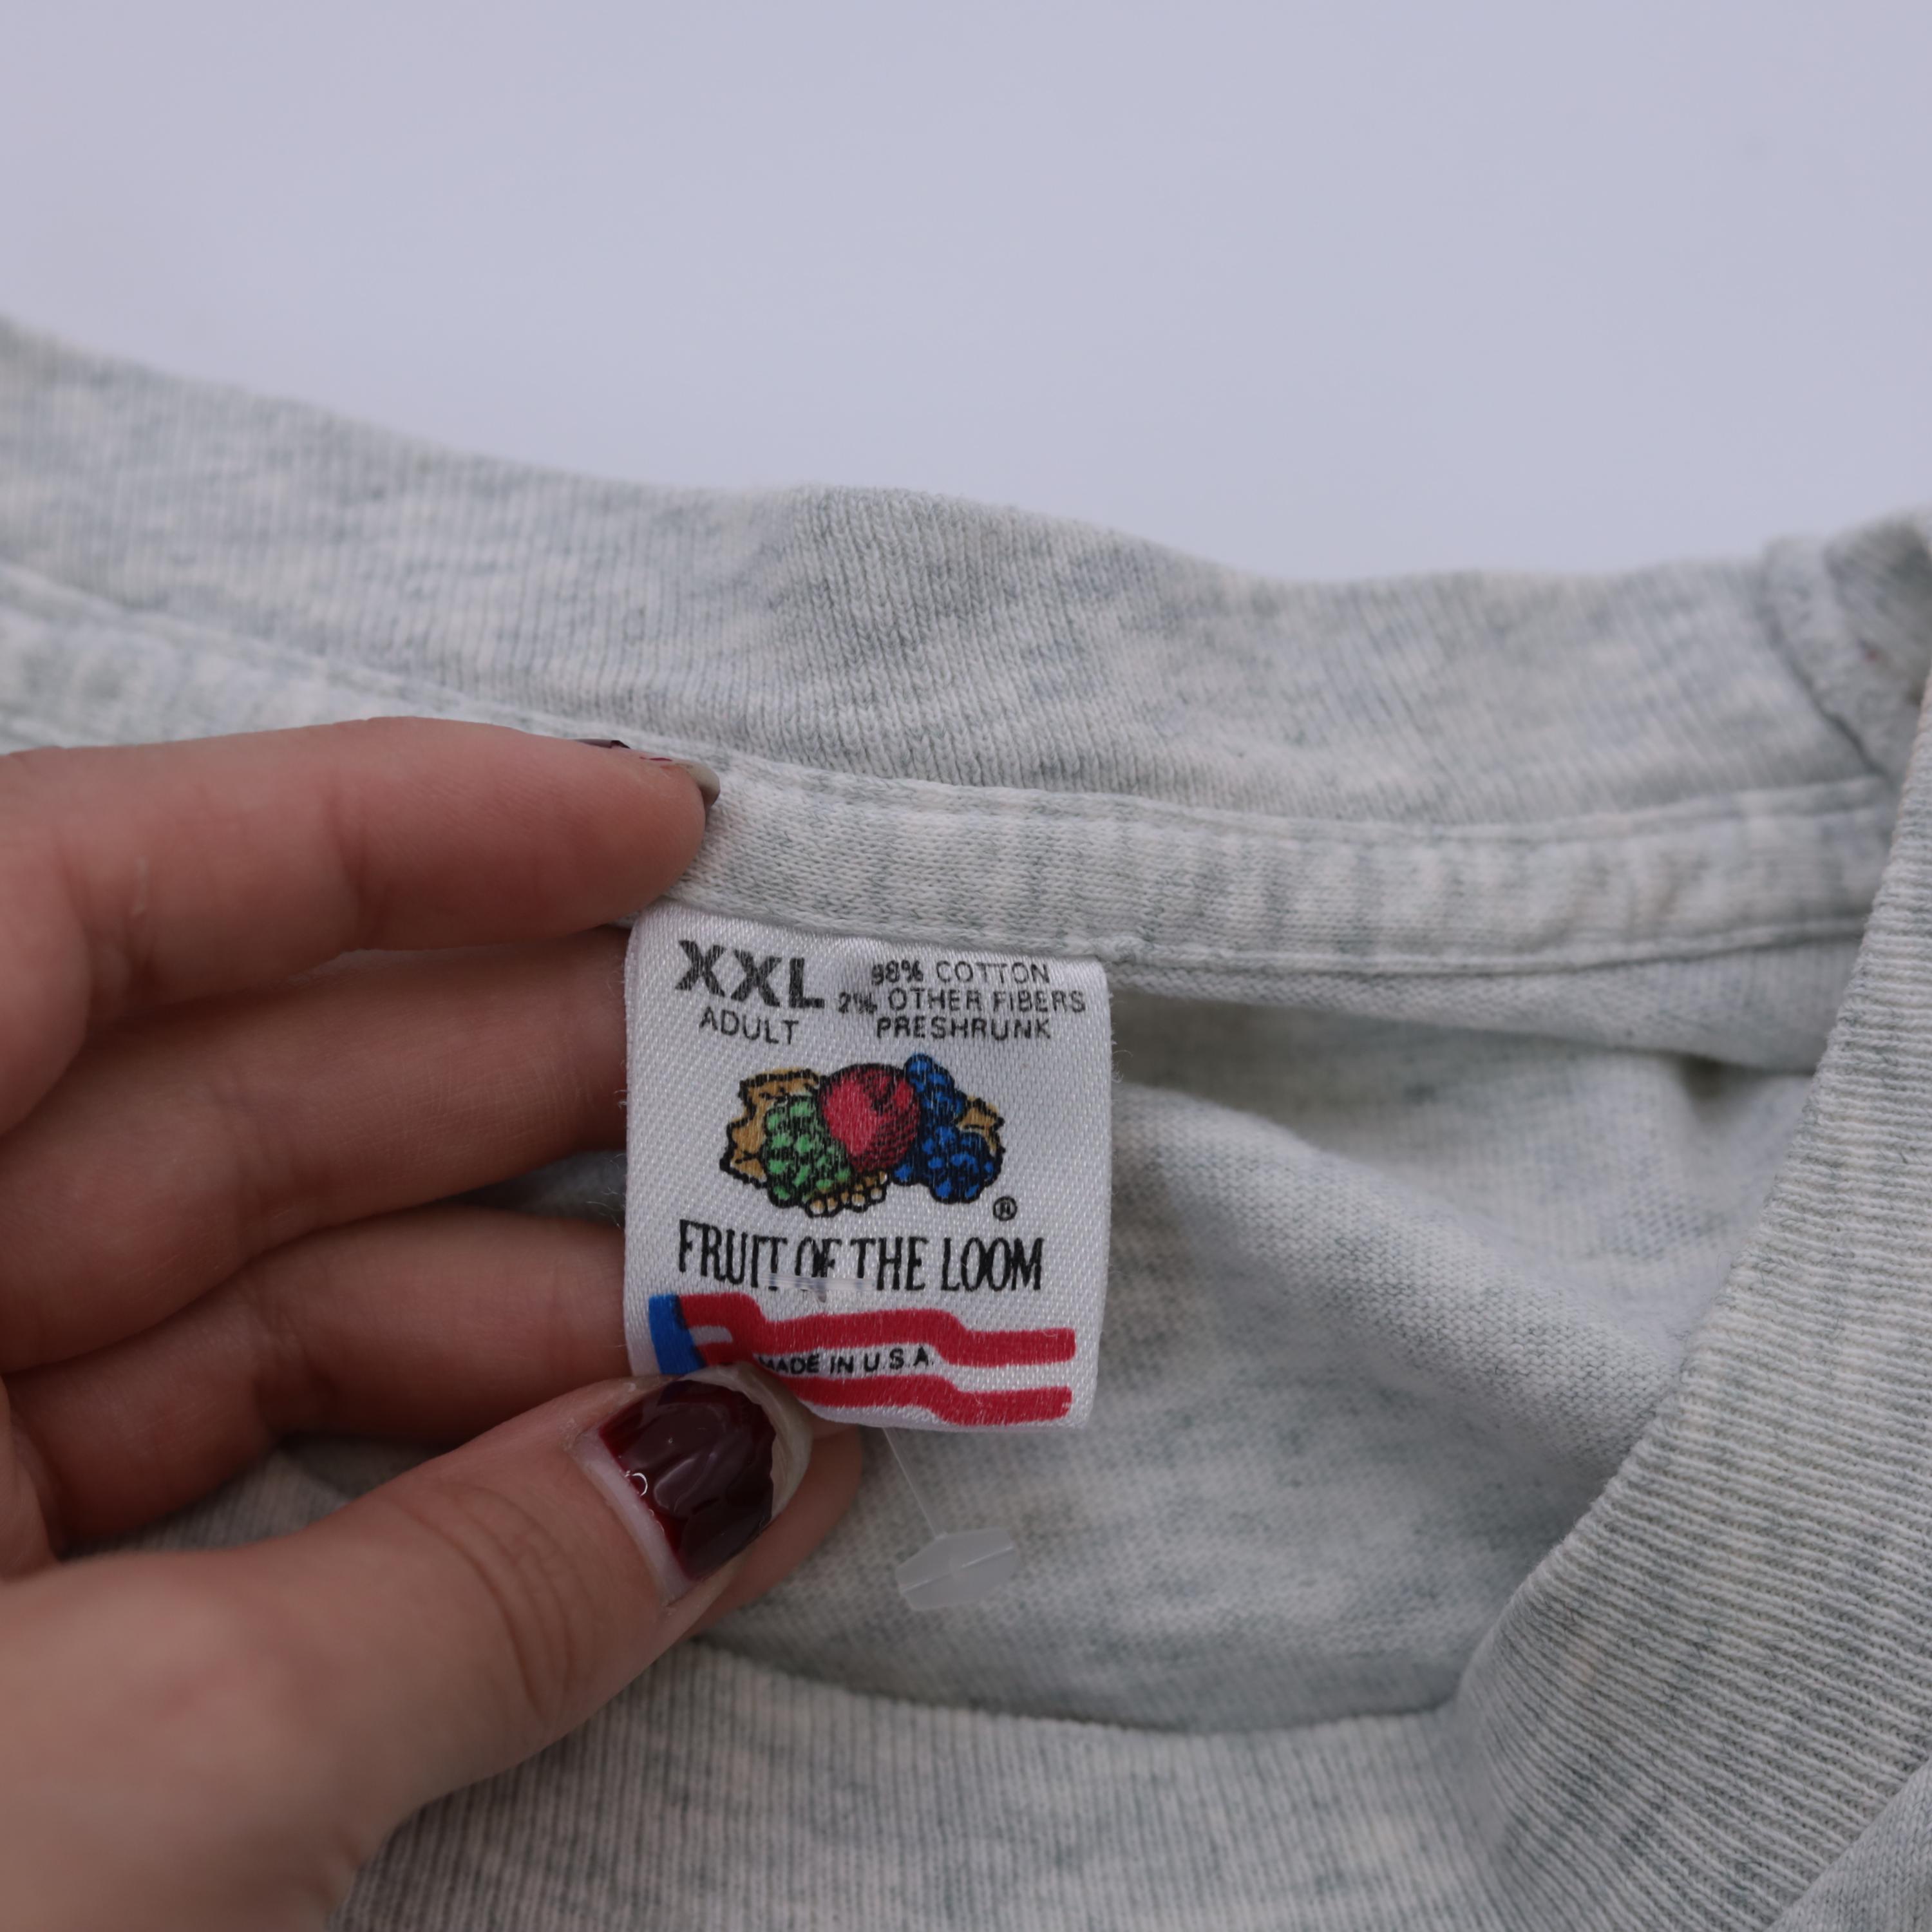 XXL 98% COTTON
2% OTHER FIBERS
ADULT PRESHRUNK
®
FRUIT OF THE LOOM
MADE IN U.S.A.